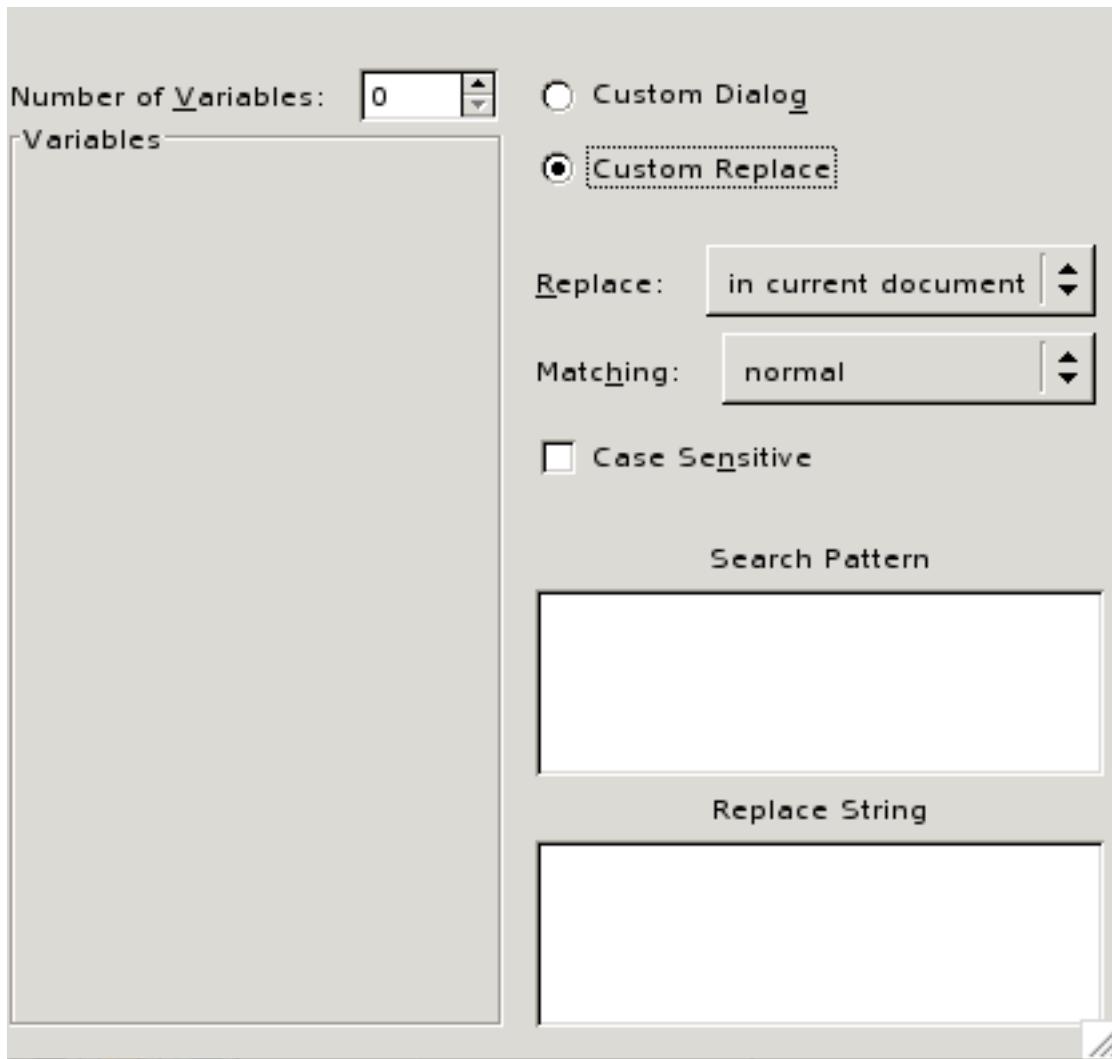 Number of Variables: 0
Variables
Custom Dialog
Custom Replace
Replace: in current document
Matching: normal
Case Sensitive
Search Pattern
Replace String